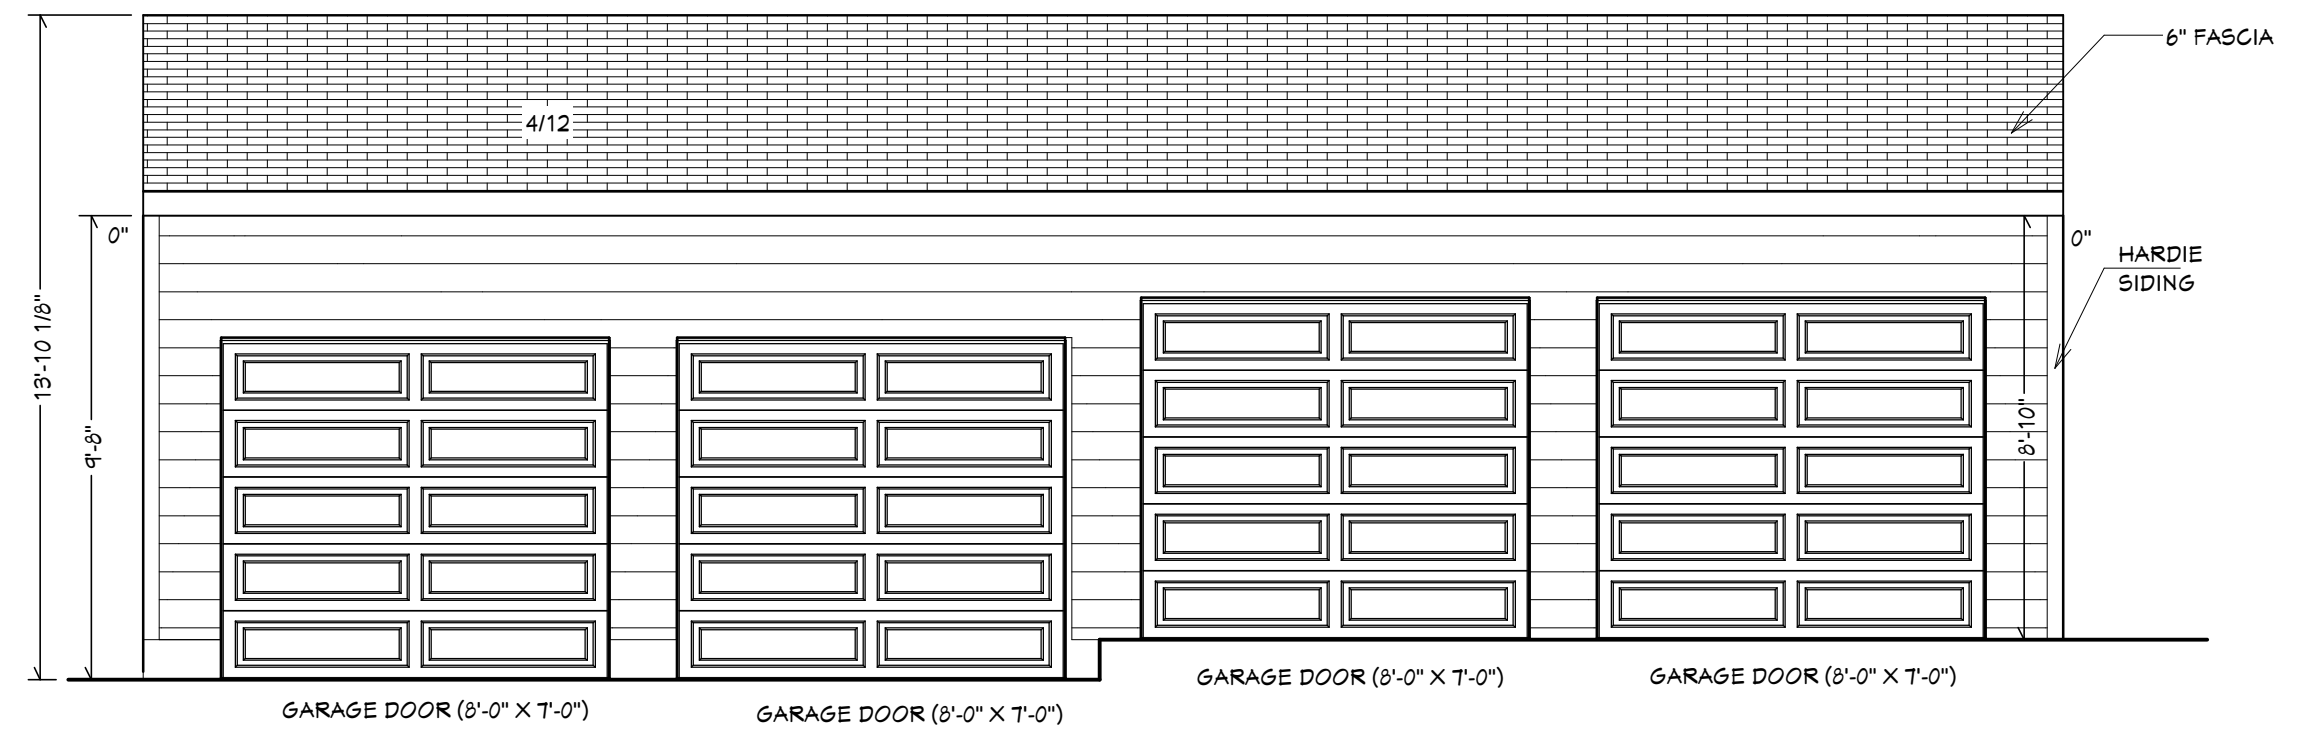 6" FASCIA
4/12
0"
0"
HARDIE
SIDING
13'-10 1/8"
9'-8"
8'-10"
GARAGE DOOR (8'-0" X 7'-0")
GARAGE DOOR (8'-0" X 7'-0")
GARAGE DOOR (8'-0" X 7'-0")
GARAGE DOOR (8'-0" X 7'-0")